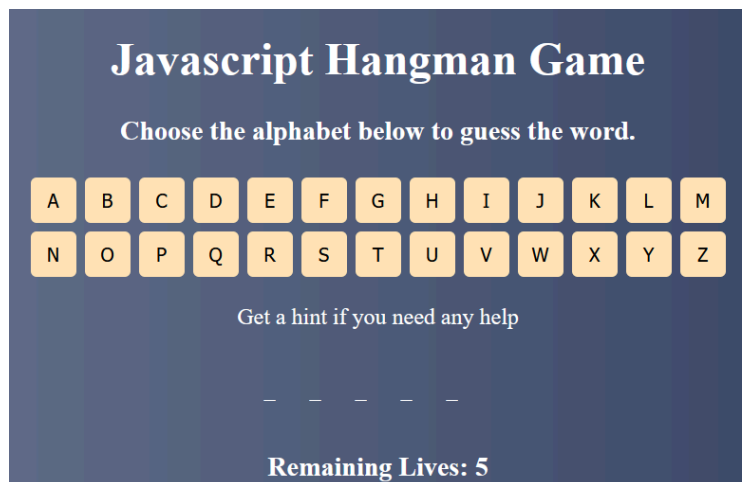 Javascript Hangman Game
Choose the alphabet below to guess the word.
A B C D E F G H I J K L M
N O P Q R S T U V W X Y Z
Get a hint if you need any help
_ _ _ _ _
Remaining Lives: 5